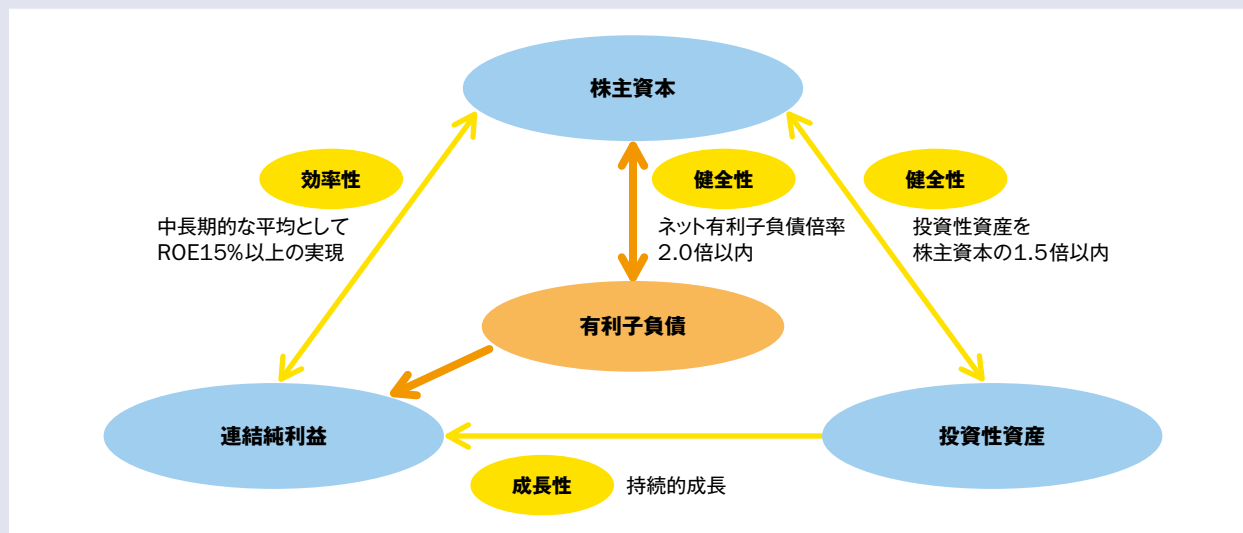 株主資本
効率性
中長期的な平均として
ROE15%以上の実現
健全性
ネット有利子負債倍率
2.0倍以内
健全性
投資性資産を
株主資本の1.5倍以内
有利子負債
連結純利益
投資性資産
成長性
持続的成長